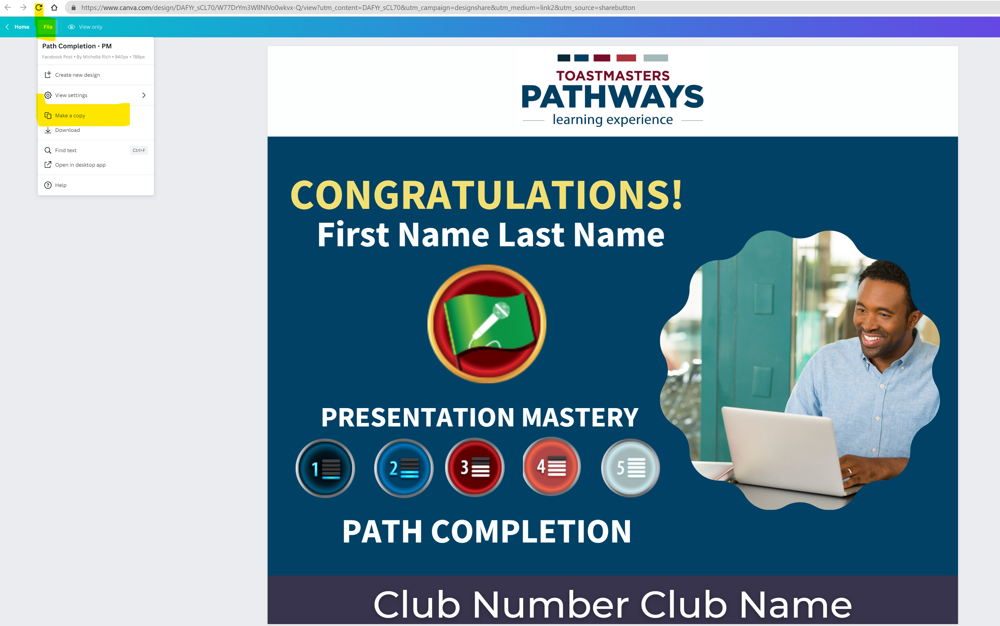 https://www.canva.com/design/DAFYr_sCL70/W77DrYm3WllNlVo0wkvx-Q/view?utm_content=DAFYr_sCL70&utm_campaign=designshare&utm_medium=link2&utm_source=sharebutton
Home File View only
Path Completion - PM
Facebook Post • By Michelle Rich • 940px × 788px
Create new design
View settings
Make a copy
Download
Find text Ctrl+F
Open in desktop app
Help
TOASTMASTERS
PATHWAYS
learning experience
CONGRATULATIONS!
First Name Last Name
PRESENTATION MASTERY
1 2 3 4 5
PATH COMPLETION
Club Number Club Name